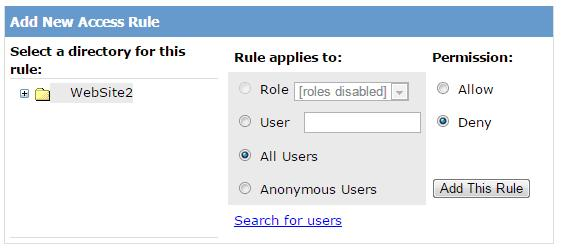 Add New Access Rule
Select a directory for this
rule:
WebSite2
Rule applies to:
Role [roles disabled]
User
All Users
Anonymous Users
Search for users
Permission:
Allow
Deny
Add This Rule